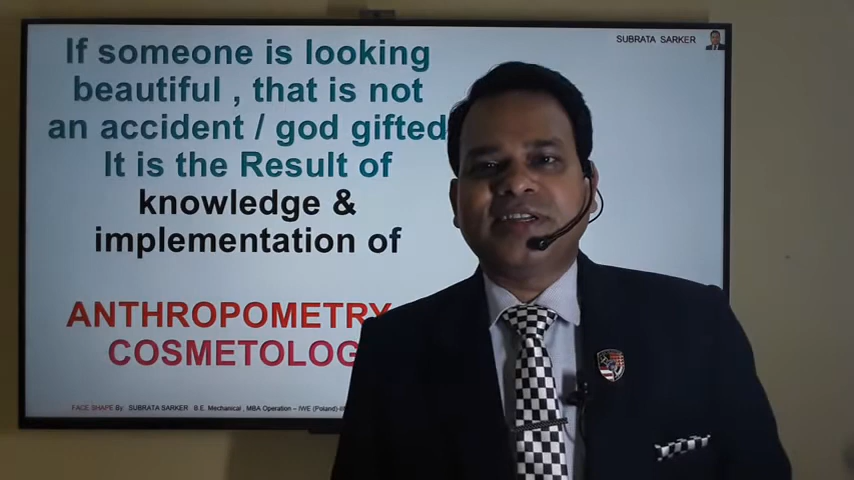 If someone is looking
SUBRATA SARKER
beautiful , that is not
an accident / god gifted
It is the Result of
knowledge &
implementation of
ANTHROPOMETRY
COSMETOLOG
FACE SHAPE By SUBRATA SARKER B.E. Mechanical , MBA Operation – IWE (Poland)